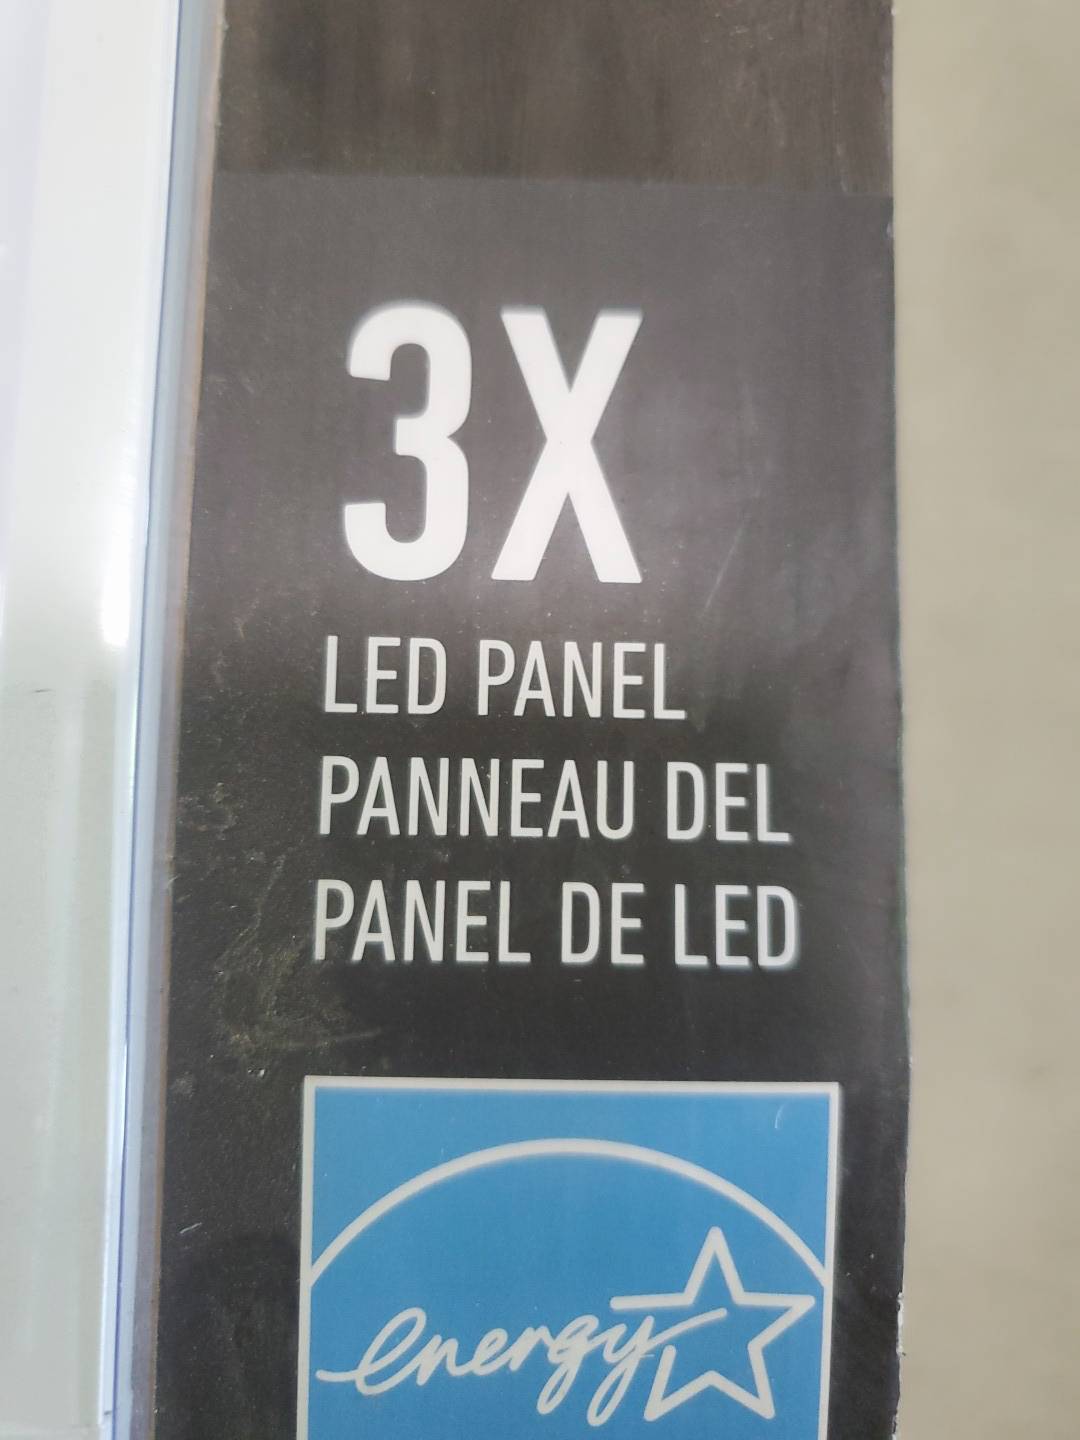 3X
LED PANEL
PANNEAU DEL
PANEL DE LED
energy